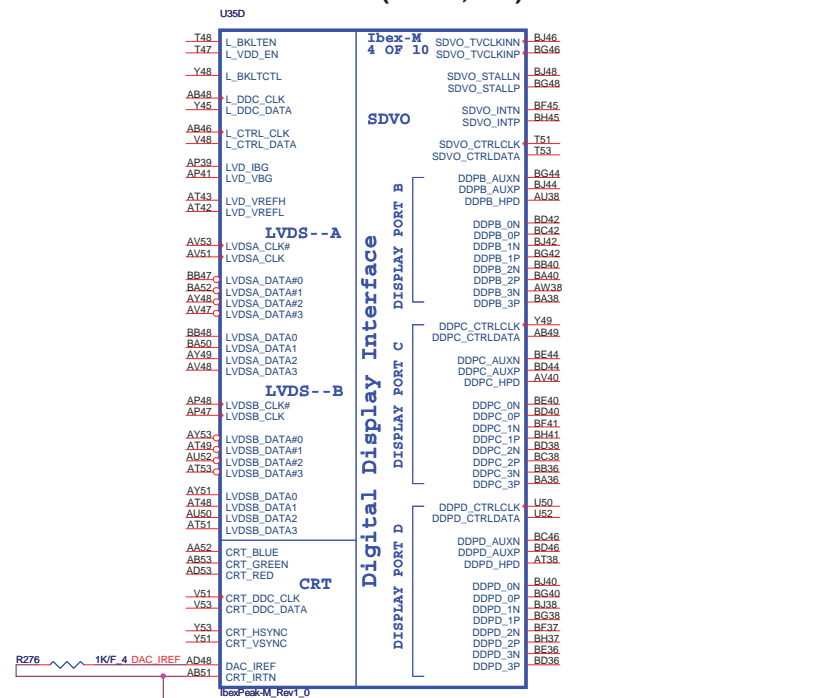 U35D
T48 L_BKLTEN
T47 L_VDD_EN
Y48 L_BKLTCTL
AB48 L_DDC_CLK
Y45 L_DDC_DATA
AB46 L_CTRL_CLK
V48 L_CTRL_DATA
AP39 LVD_IBG
AP41 LVD_VBG
AT43 LVD_VREFH
AT42 LVD_VREFL
LVDS--A
AV53 LVDSA_CLK#
AV51 LVDSA_CLK
BB47 LVDSA_DATA#0
BA52 LVDSA_DATA#1
AY48 LVDSA_DATA#2
AV47 LVDSA_DATA#3
BB48 LVDSA_DATA0
BA50 LVDSA_DATA1
AY49 LVDSA_DATA2
AV48 LVDSA_DATA3
LVDS--B
AP48 LVDSB_CLK#
AP47 LVDSB_CLK
AY53 LVDSB_DATA#0
AT49 LVDSB_DATA#1
AU52 LVDSB_DATA#2
AT53 LVDSB_DATA#3
AY51 LVDSB_DATA0
AT48 LVDSB_DATA1
AU50 LVDSB_DATA2
AT51 LVDSB_DATA3
AA52 CRT_BLUE
AB53 CRT_GREEN
AD53 CRT_RED
CRT
V51 CRT_DDC_CLK
V53 CRT_DDC_DATA
Y53 CRT_HSYNC
Y51 CRT_VSYNC
R276 1K/F_4 DAC_IREF AD48 DAC_IREF
AB51 CRT_IRTN
IbexPeak-M_Rev1_0
Ibex-M
4 OF 10
SDVO
Digital Display Interface
SDVO_TVCLKINN BJ46
SDVO_TVCLKINP BG46
SDVO_STALLN BJ48
SDVO_STALLP BG48
SDVO_INTN BF45
SDVO_INTP BH45
SDVO_CTRLCLK T51
SDVO_CTRLDATA T53
DISPLAY PORT B
DDPB_AUXN BG44
DDPB_AUXP BJ44
DDPB_HPD AU38
DDPB_0N BD42
DDPB_0P BC42
DDPB_1N BJ42
DDPB_1P BG42
DDPB_2N BB40
DDPB_2P BA40
DDPB_3N AW38
DDPB_3P BA38
DISPLAY PORT C
DDPC_CTRLCLK Y49
DDPC_CTRLDATA AB49
DDPC_AUXN BE44
DDPC_AUXP BD44
DDPC_HPD AV40
DDPC_0N BE40
DDPC_0P BD40
DDPC_1N BF41
DDPC_1P BH41
DDPC_2N BD38
DDPC_2P BC38
DDPC_3N BB36
DDPC_3P BA36
DISPLAY PORT D
DDPD_CTRLCLK U50
DDPD_CTRLDATA U52
DDPD_AUXN BC46
DDPD_AUXP BD46
DDPD_HPD AT38
DDPD_0N BJ40
DDPD_0P BG40
DDPD_1N BJ38
DDPD_1P BG38
DDPD_2N BF37
DDPD_2P BH37
DDPD_3N BE36
DDPD_3P BD36